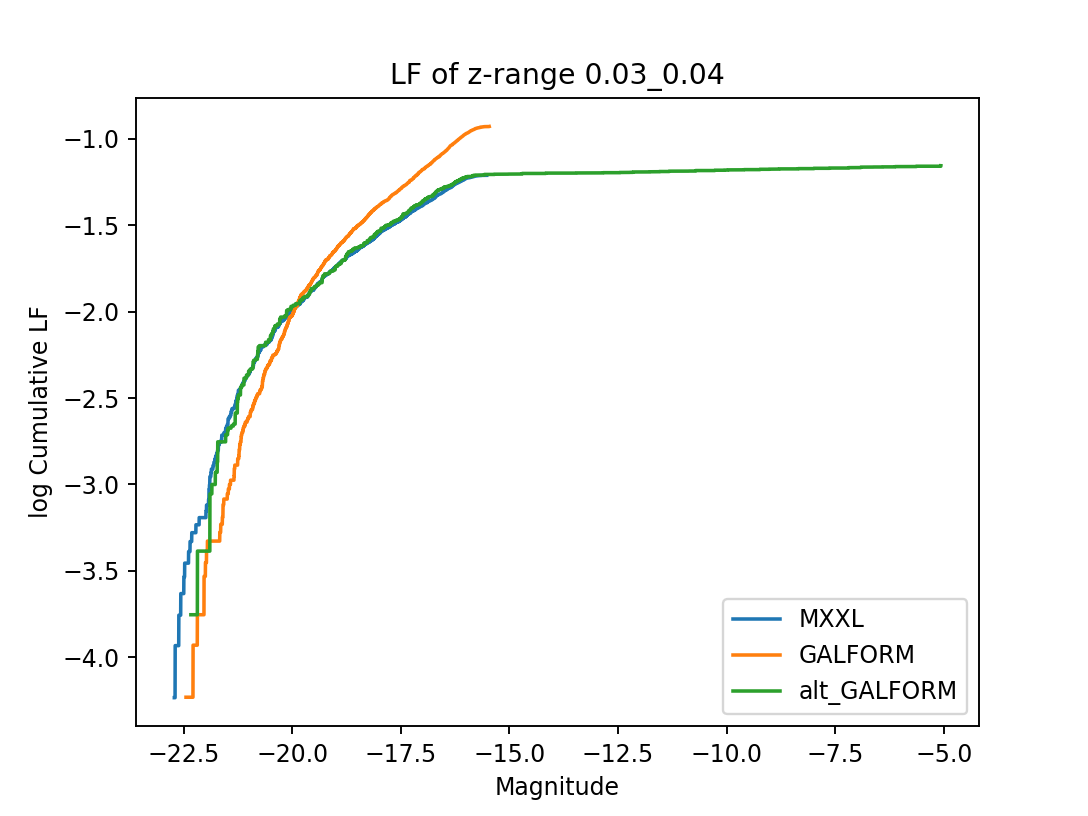 LF of z-range 0.03_0.04
−1.0
−1.5
−2.0
−2.5
−3.0
−3.5
−4.0
log Cumulative LF
MXXL
GALFORM
alt_GALFORM
−22.5 −20.0 −17.5 −15.0 −12.5 −10.0 −7.5 −5.0
Magnitude